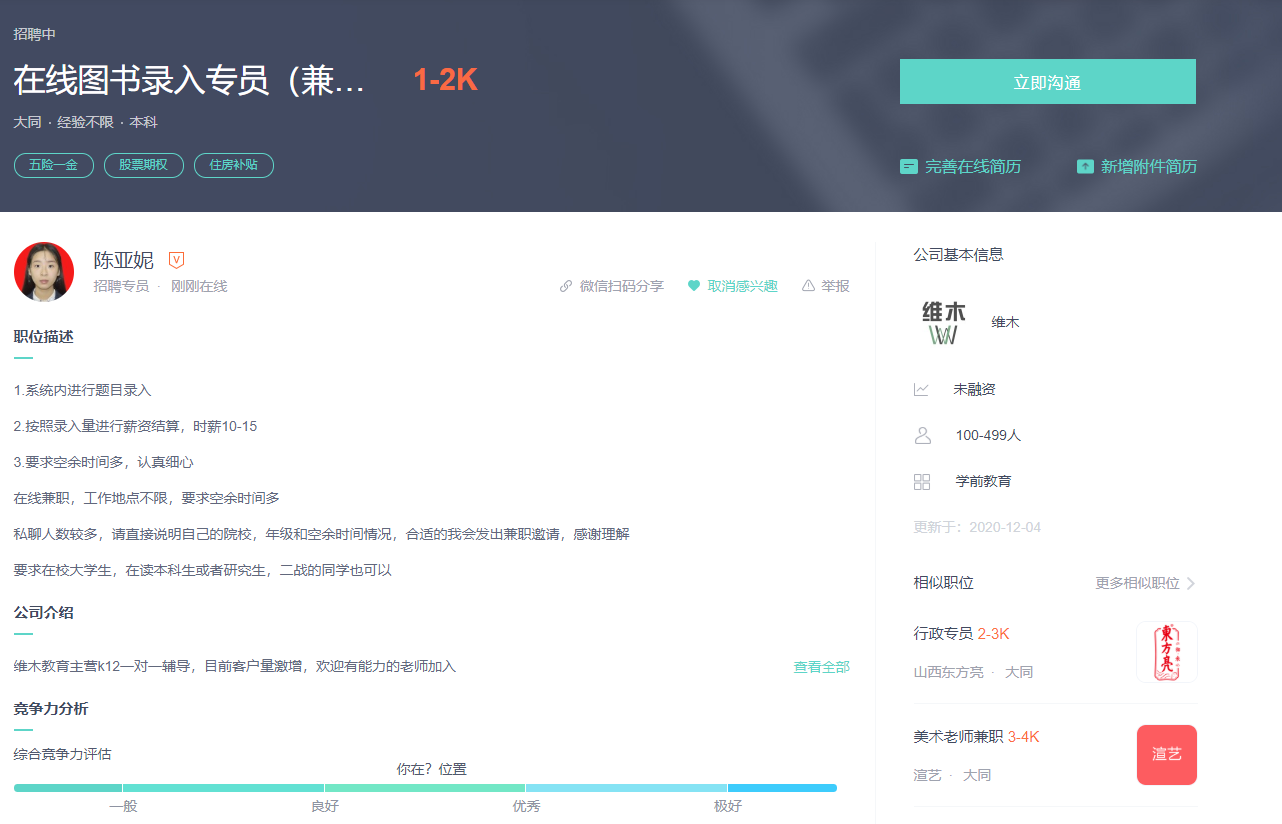 招聘中
在线图书录入专员（兼... 1-2K
大同 · 经验不限 · 本科
五险一金 股票期权 住房补贴
立即沟通
完善在线简历 新增附件简历
陈亚妮
招聘专员 · 刚刚在线
微信扫码分享 取消感兴趣 举报
职位描述
1.系统内进行题目录入
2.按照录入量进行薪资结算，时薪10-15
3.要求空余时间多，认真细心
在线兼职，工作地点不限，要求空余时间多
私聊人数较多，请直接说明自己的院校，年级和空余时间情况，合适的我会发出兼职邀请，感谢理解
要求在校大学生，在读本科生或者研究生，二战的同学也可以
公司介绍
维木教育主营k12一对一辅导，目前客户量激增，欢迎有能力的老师加入 查看全部
竞争力分析
综合竞争力评估
你在？位置
一般 良好 优秀 极好
公司基本信息
维木 维木
未融资
100-499人
学前教育
更新于：2020-12-04
相似职位 更多相似职位
行政专员 2-3K
山西东方亮 · 大同
東方亮
美术老师兼职 3-4K
渲艺 · 大同
渲艺